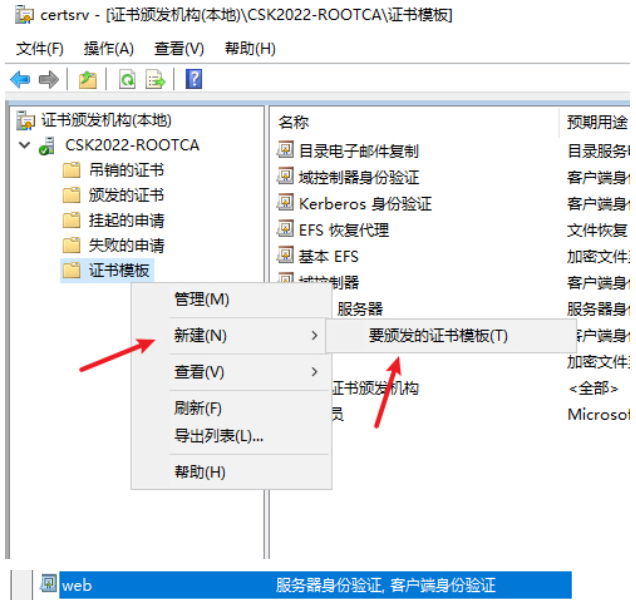 certsrv - [证书颁发机构(本地)\CSK2022-ROOTCA\证书模板]
文件(F) 操作(A) 查看(V) 帮助(H)
证书颁发机构(本地)
CSK2022-ROOTCA
吊销的证书
颁发的证书
挂起的申请
失败的申请
证书模板
名称 预期用途
目录电子邮件复制 目录服务
域控制器身份验证 客户端身
Kerberos 身份验证 客户端身
EFS 恢复代理 文件恢复
基本 EFS 加密文件
域控制器 客户端身
服务器 服务器身
客户端身
加密文件
证书颁发机构 <全部>
员 Microsof
管理(M)
新建(N)
查看(V)
刷新(F)
导出列表(L)...
帮助(H)
要颁发的证书模板(T)
web 服务器身份验证, 客户端身份验证